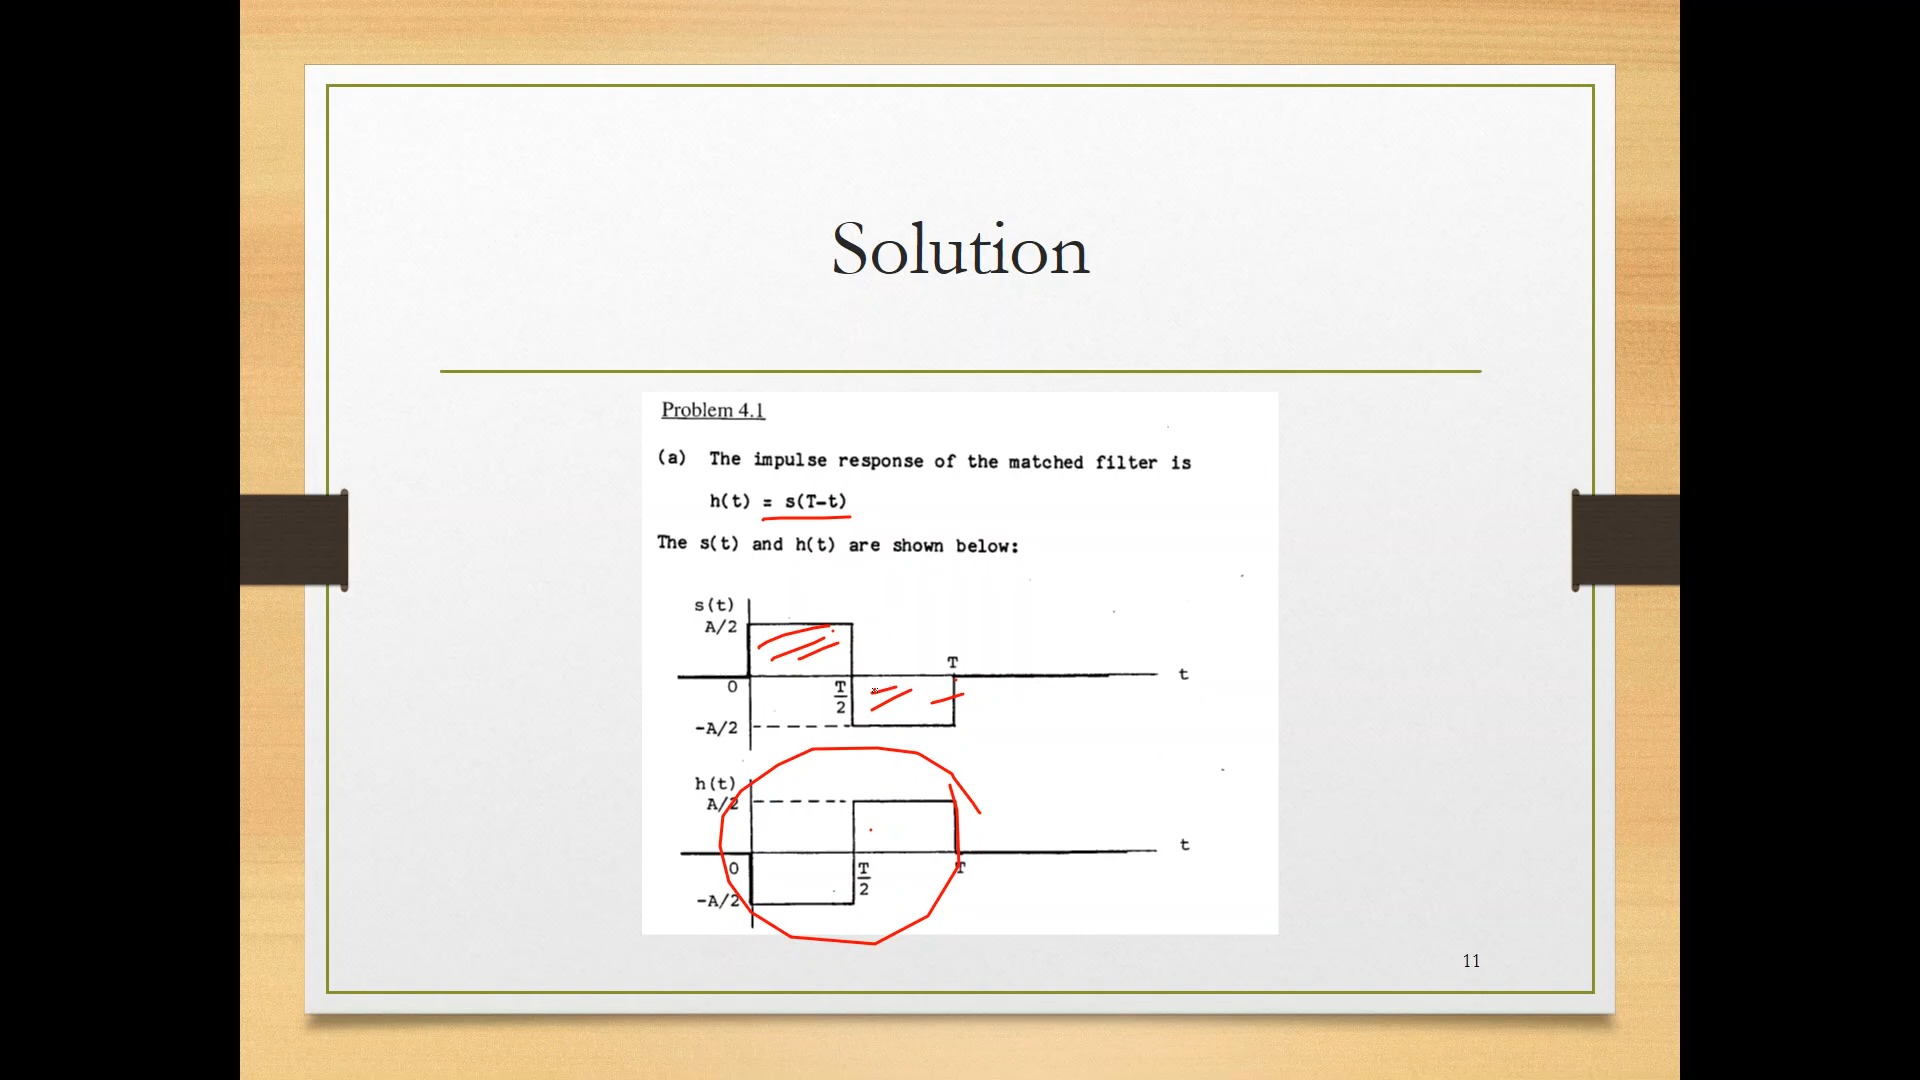 Solution
Problem 4.1
(a) The impulse response of the matched filter is
h(t) = s(T-t)
The s(t) and h(t) are shown below:
s(t)
A/2
T
t
0
T
2
-A/2
h(t)
A/2
t
0
T
2
T
-A/2
11